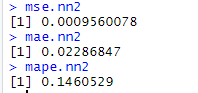 > mse.nn2
[1] 0.0009560078
> mae.nn2
[1] 0.02286847
> mape.nn2
[1] 0.1460529